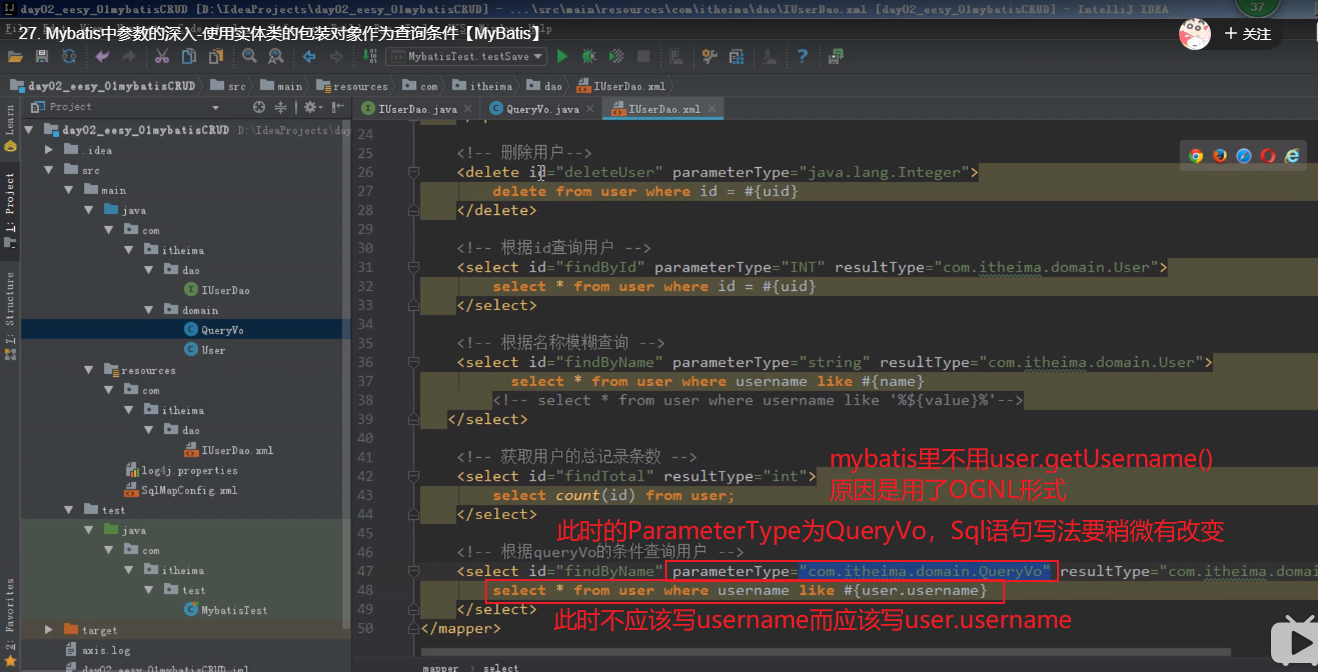 day02_eesy_01mybatisCRUD [D:\IdeaProjects\day02_eesy_01mybatisCRUD] - ...\src\main\resources\com\itheima\dao\IUserDao.xml [day02_eesy_01mybatisCRUD] - IntelliJ IDEA
37
27. Mybatis中参数的深入-使用实体类的包装对象作为查询条件【MyBatis】
+ 关注
MybatisTest.testSave
day02_eesy_01mybatisCRUD
src
main
resources
com
itheima
dao
IUserDao.xml
Project
IUserDao.java
QueryVo.java
IUserDao.xml
Learn
1: Project
7: Structure
2: Favorites
day02_eesy_01mybatisCRUD D:\IdeaProjects\day
.idea
src
main
java
com
itheima
dao
IUserDao
domain
QueryVo
User
resources
com
itheima
dao
IUserDao.xml
log4j.properties
SqlMapConfig.xml
test
java
com
itheima
test
MybatisTest
target
axis.log
day02_eesy_01mybatisCRUD.iml
24
25 <!-- 删除用户-->
26 <delete id="deleteUser" parameterType="java.lang.Integer">
27 delete from user where id = #{uid}
28 </delete>
29
30 <!-- 根据id查询用户 -->
31 <select id="findById" parameterType="INT" resultType="com.itheima.domain.User">
32 select * from user where id = #{uid}
33 </select>
34
35 <!-- 根据名称模糊查询 -->
36 <select id="findByName" parameterType="string" resultType="com.itheima.domain.User">
37 select * from user where username like #{name}
38 <!-- select * from user where username like '%${value}%'-->
39 </select>
40
41 <!-- 获取用户的总记录条数 -->
mybatis里不用user.getUsername()
42 <select id="findTotal" resultType="int">
原因是用了OGNL形式
43 select count(id) from user;
44 </select>
45
此时的ParameterType为QueryVo，Sql语句写法要稍微有改变
46 <!-- 根据queryVo的条件查询用户 -->
47 <select id="findByName" parameterType="com.itheima.domain.QueryVo" resultType="com.itheima.domai
48 select * from user where username like #{user.username}
49 </select>
此时不应该写username而应该写user.username
50 </mapper>
mapper
select